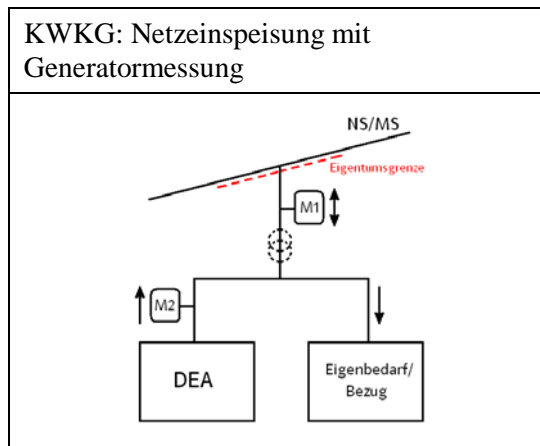 KWKG: Netzeinspeisung mit
Generatormessung
NS/MS
Eigentumsgrenze
M1
M2
DEA
Eigenbedarf/
Bezug